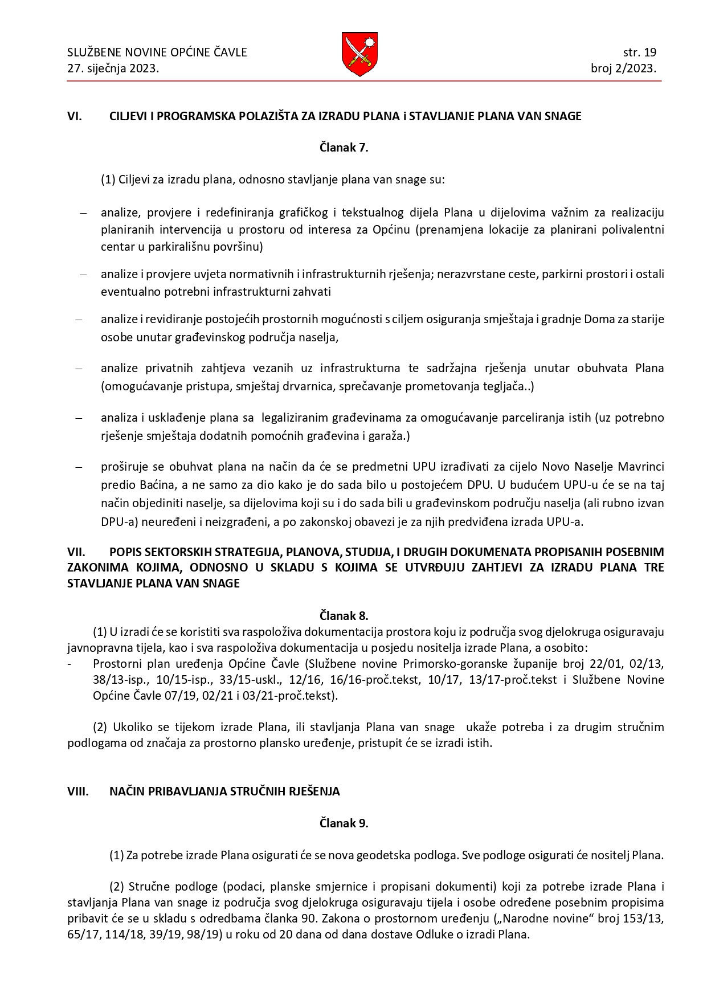 SLUŽBENE NOVINE OPĆINE ČAVLE
27. siječnja 2023.
str. 19
broj 2/2023.
VI. CILJEVI I PROGRAMSKA POLAZIŠTA ZA IZRADU PLANA i STAVLJANJE PLANA VAN SNAGE
Članak 7.
(1) Ciljevi za izradu plana, odnosno stavljanje plana van snage su:
– analize, provjere i redefiniranja grafičkog i tekstualnog dijela Plana u dijelovima važnim za realizaciju
planiranih intervencija u prostoru od interesa za Općinu (prenamjena lokacije za planirani polivalentni
centar u parkirališnu površinu)
– analize i provjere uvjeta normativnih i infrastrukturnih rješenja; nerazvrstane ceste, parkirni prostori i ostali
eventualno potrebni infrastrukturni zahvati
– analize i revidiranje postojećih prostornih mogućnosti s ciljem osiguranja smještaja i gradnje Doma za starije
osobe unutar građevinskog područja naselja,
– analize privatnih zahtjeva vezanih uz infrastrukturna te sadržajna rješenja unutar obuhvata Plana
(omogućavanje pristupa, smještaj drvarnica, sprečavanje prometovanja tegljača..)
– analiza i usklađenje plana sa  legaliziranim građevinama za omogućavanje parceliranja istih (uz potrebno
rješenje smještaja dodatnih pomoćnih građevina i garaža.)
– proširuje se obuhvat plana na način da će se predmetni UPU izrađivati za cijelo Novo Naselje Mavrinci
predio Baćina, a ne samo za dio kako je do sada bilo u postojećem DPU. U budućem UPU-u će se na taj
način objediniti naselje, sa dijelovima koji su i do sada bili u građevinskom području naselja (ali rubno izvan
DPU-a) neuređeni i neizgrađeni, a po zakonskoj obavezi je za njih predviđena izrada UPU-a.
VII. POPIS SEKTORSKIH STRATEGIJA, PLANOVA, STUDIJA, I DRUGIH DOKUMENATA PROPISANIH POSEBNIM
ZAKONIMA KOJIMA, ODNOSNO U SKLADU S KOJIMA SE UTVRĐUJU ZAHTJEVI ZA IZRADU PLANA TRE
STAVLJANJE PLANA VAN SNAGE
Članak 8.
(1) U izradi će se koristiti sva raspoloživa dokumentacija prostora koju iz područja svog djelokruga osiguravaju
javnopravna tijela, kao i sva raspoloživa dokumentacija u posjedu nositelja izrade Plana, a osobito:
- Prostorni plan uređenja Općine Čavle (Službene novine Primorsko-goranske županije broj 22/01, 02/13,
38/13-isp., 10/15-isp., 33/15-uskl., 12/16, 16/16-proč.tekst, 10/17, 13/17-proč.tekst i Službene Novine
Općine Čavle 07/19, 02/21 i 03/21-proč.tekst).
(2) Ukoliko se tijekom izrade Plana, ili stavljanja Plana van snage  ukaže potreba i za drugim stručnim
podlogama od značaja za prostorno plansko uređenje, pristupit će se izradi istih.
VIII. NAČIN PRIBAVLJANJA STRUČNIH RJEŠENJA
Članak 9.
(1) Za potrebe izrade Plana osigurati će se nova geodetska podloga. Sve podloge osigurati će nositelj Plana.
(2) Stručne podloge (podaci, planske smjernice i propisani dokumenti) koji za potrebe izrade Plana i
stavljanja Plana van snage iz područja svog djelokruga osiguravaju tijela i osobe određene posebnim propisima
pribavit će se u skladu s odredbama članka 90. Zakona o prostornom uređenju („Narodne novine“ broj 153/13,
65/17, 114/18, 39/19, 98/19) u roku od 20 dana od dana dostave Odluke o izradi Plana.